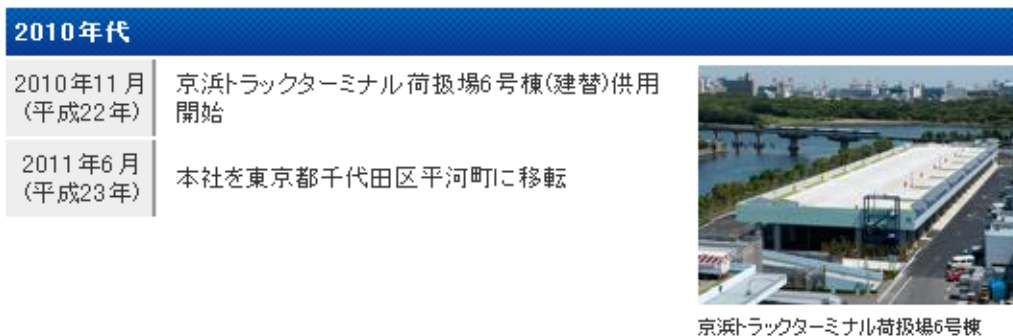 2010年代
2010年11月
(平成22年)
京浜トラックターミナル荷扱場6号棟(建替)供用
開始
2011年6月
(平成23年)
本社を東京都千代田区平河町に移転
京浜トラックターミナル荷扱場6号棟